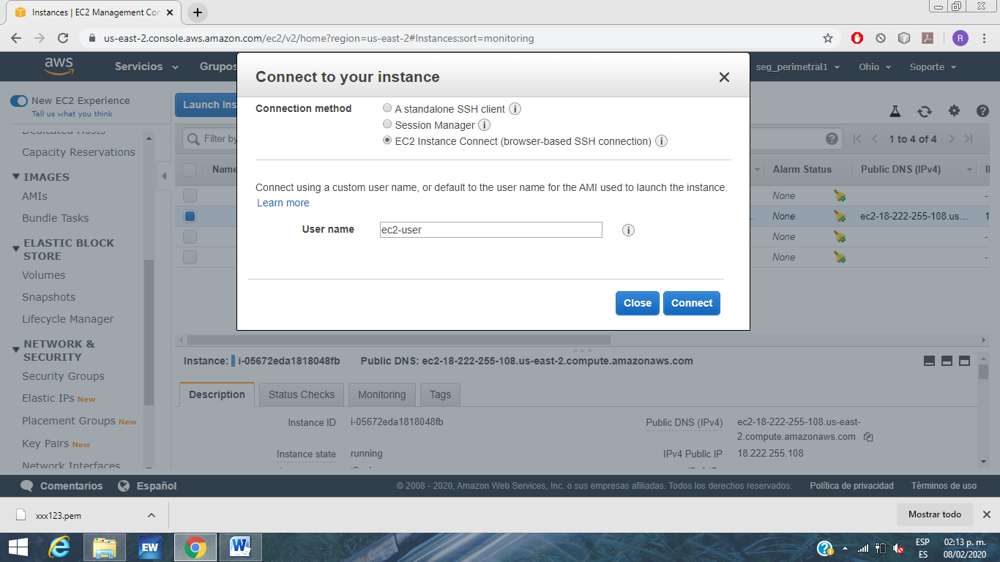 Instances | EC2 Management Con
us-east-2.console.aws.amazon.com/ec2/v2/home?region=us-east-2#Instances:sort=monitoring
R
aws
Servicios
Grupos
seg_perimetral1
Ohio
Soporte
New EC2 Experience
Tell us what you think
Dedicated Hosts
Capacity Reservations
IMAGES
AMIs
Bundle Tasks
ELASTIC BLOCK
STORE
Volumes
Snapshots
Lifecycle Manager
NETWORK &
SECURITY
Security Groups
Elastic IPs New
Placement Groups New
Key Pairs New
Network Interfaces
Launch Ins
Filter by
1 to 4 of 4
Name
Alarm Status
Public DNS (IPv4)
None
-
None
ec2-18-222-255-108.us...
1
None
-
None
-
Connect to your instance
Connection method
A standalone SSH client
Session Manager
EC2 Instance Connect (browser-based SSH connection)
Connect using a custom user name, or default to the user name for the AMI used to launch the instance.
Learn more
User name
ec2-user
Close
Connect
Instance: i-05672eda1818048fb
Public DNS: ec2-18-222-255-108.us-east-2.compute.amazonaws.com
Description
Status Checks
Monitoring
Tags
Instance ID
i-05672eda1818048fb
Public DNS (IPv4)
ec2-18-222-255-108.us-east-
2.compute.amazonaws.com
Instance state
running
IPv4 Public IP
18.222.255.108
Comentarios
Español
© 2008 - 2020, Amazon Web Services, Inc. o sus empresas afiliadas. Todos los derechos reservados.
Política de privacidad
Términos de uso
xxx123.pem
Mostrar todo
EW
W
ESP
ES
02:13 p. m.
08/02/2020